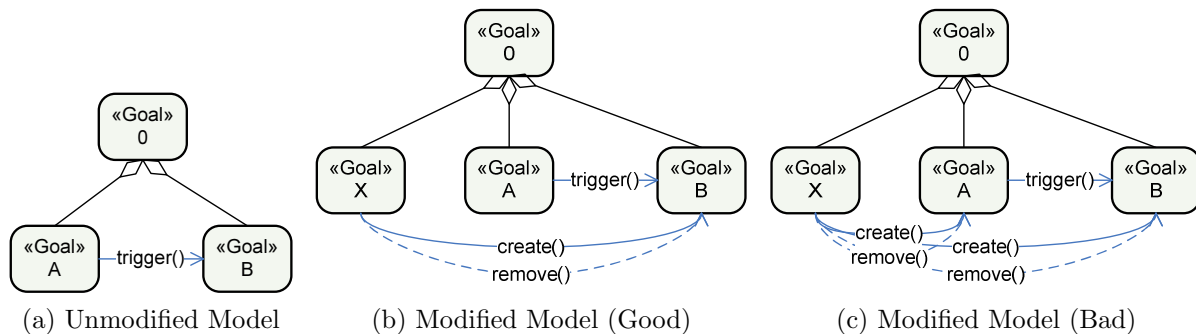 «Goal»
0
«Goal»
A
trigger()
«Goal»
B
(a) Unmodified Model
«Goal»
0
«Goal»
X
«Goal»
A
trigger()
«Goal»
B
create()
remove()
(b) Modified Model (Good)
«Goal»
0
«Goal»
X
«Goal»
A
trigger()
«Goal»
B
create()
create()
remove()
remove()
(c) Modified Model (Bad)